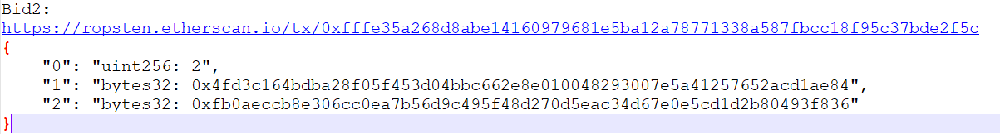 Bid2:
https://ropsten.etherscan.io/tx/0xfffe35a268d8abe14160979681e5ba12a78771338a587fbcc18f95c37bde2f5c
{
"0": "uint256: 2",
"1": "bytes32: 0x4fd3c164bdba28f05f453d04bbc662e8e010048293007e5a41257652acd1ae84",
"2": "bytes32: 0xfb0aeccb8e306cc0ea7b56d9c495f48d270d5eac34d67e0e5cd1d2b80493f836"
}